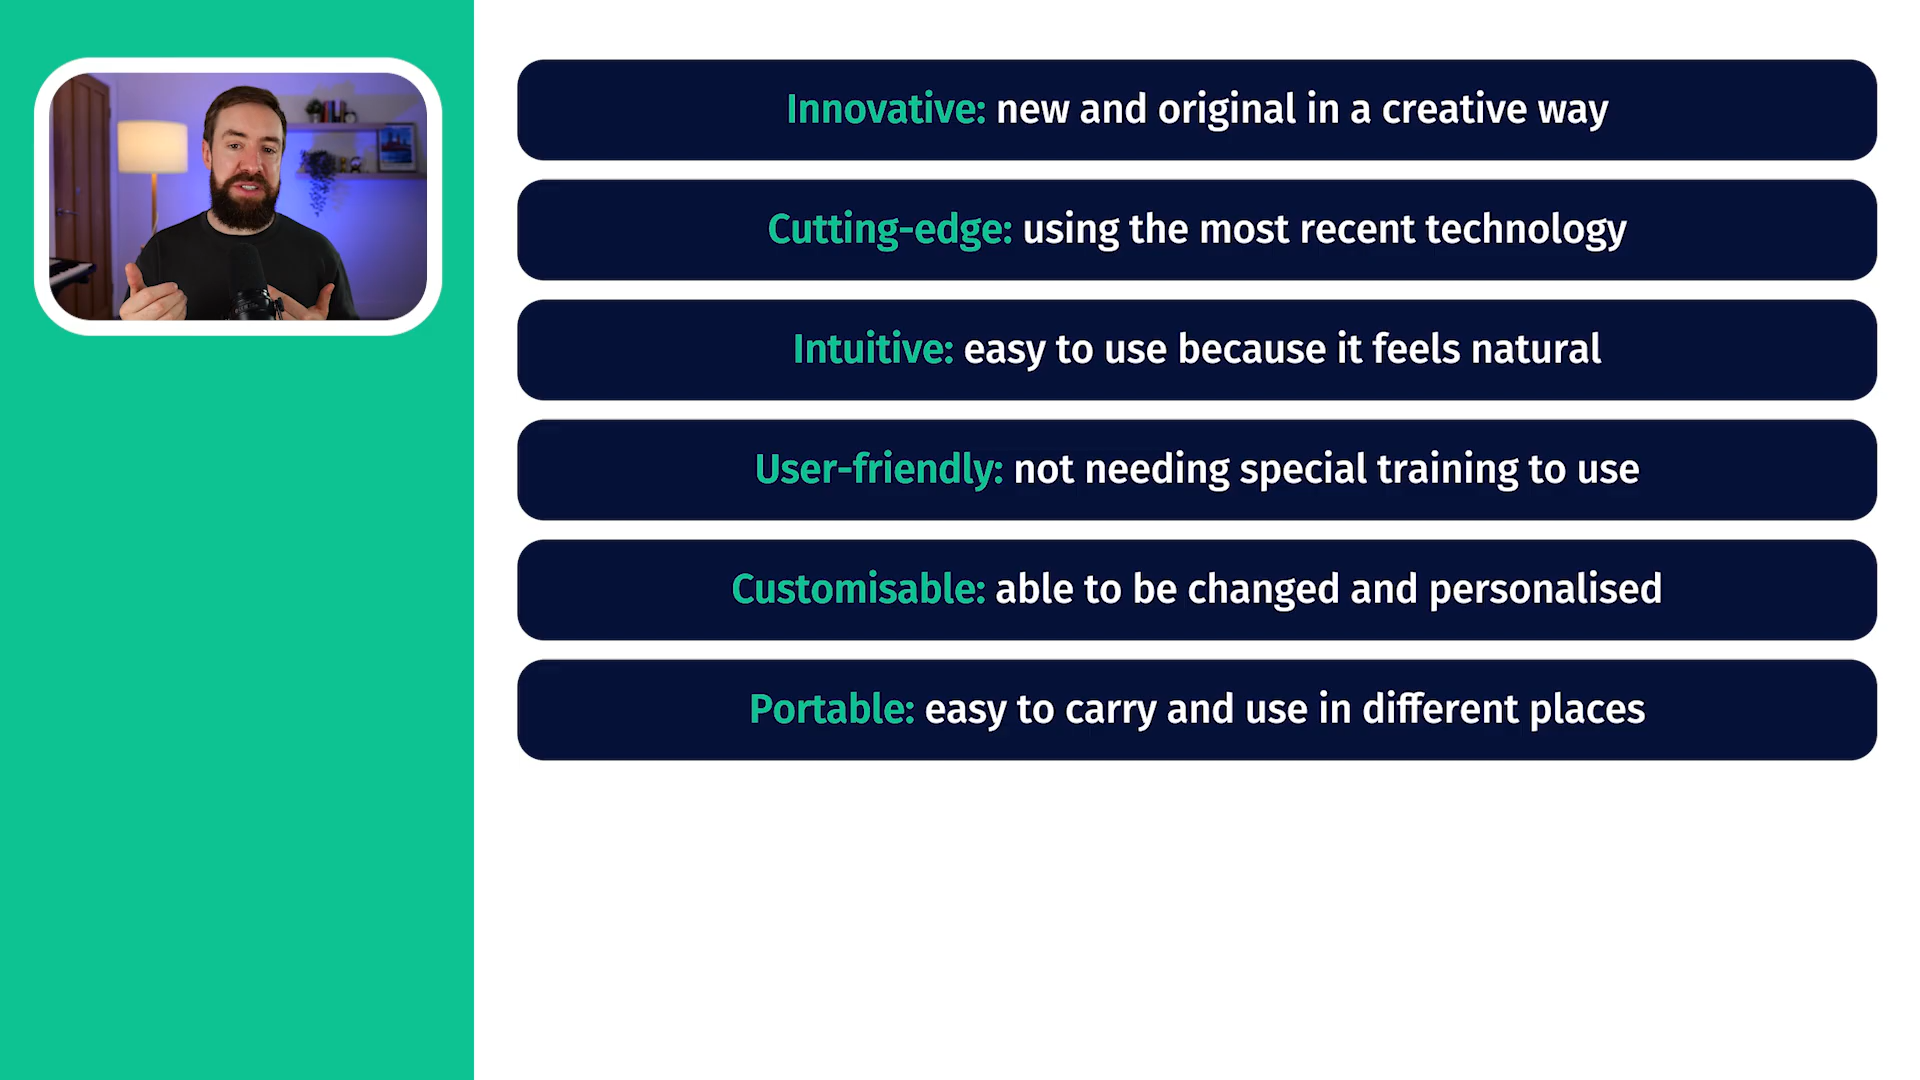 Innovative: new and original in a creative way
Cutting-edge: using the most recent technology
Intuitive: easy to use because it feels natural
User-friendly: not needing special training to use
Customisable: able to be changed and personalised
Portable: easy to carry and use in different places